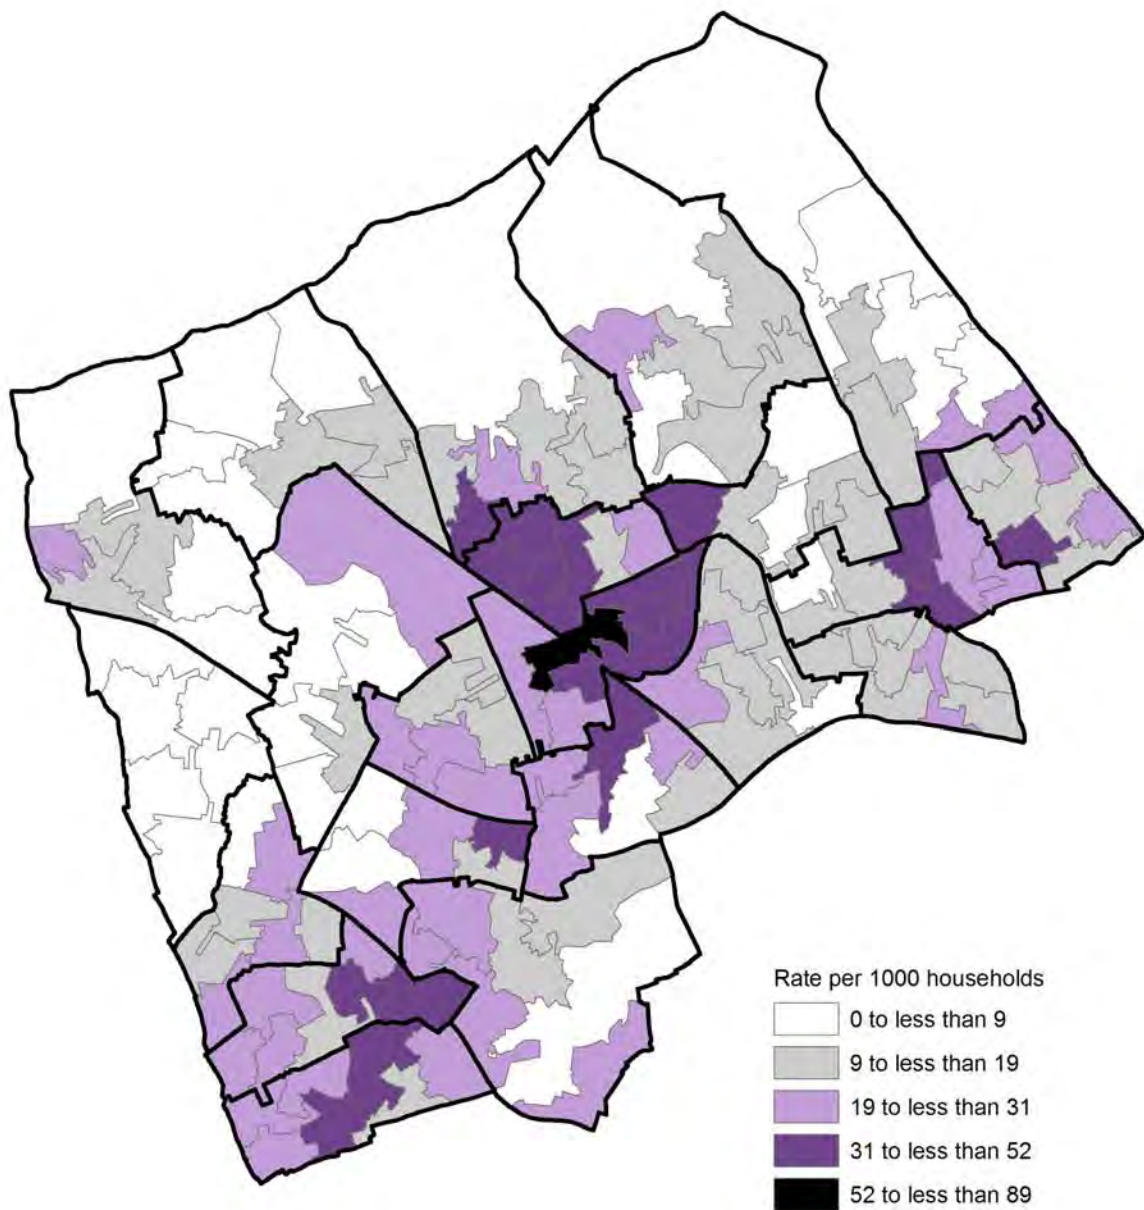 Rate per 1000 households
0 to less than 9
9 to less than 19
19 to less than 31
31 to less than 52
52 to less than 89